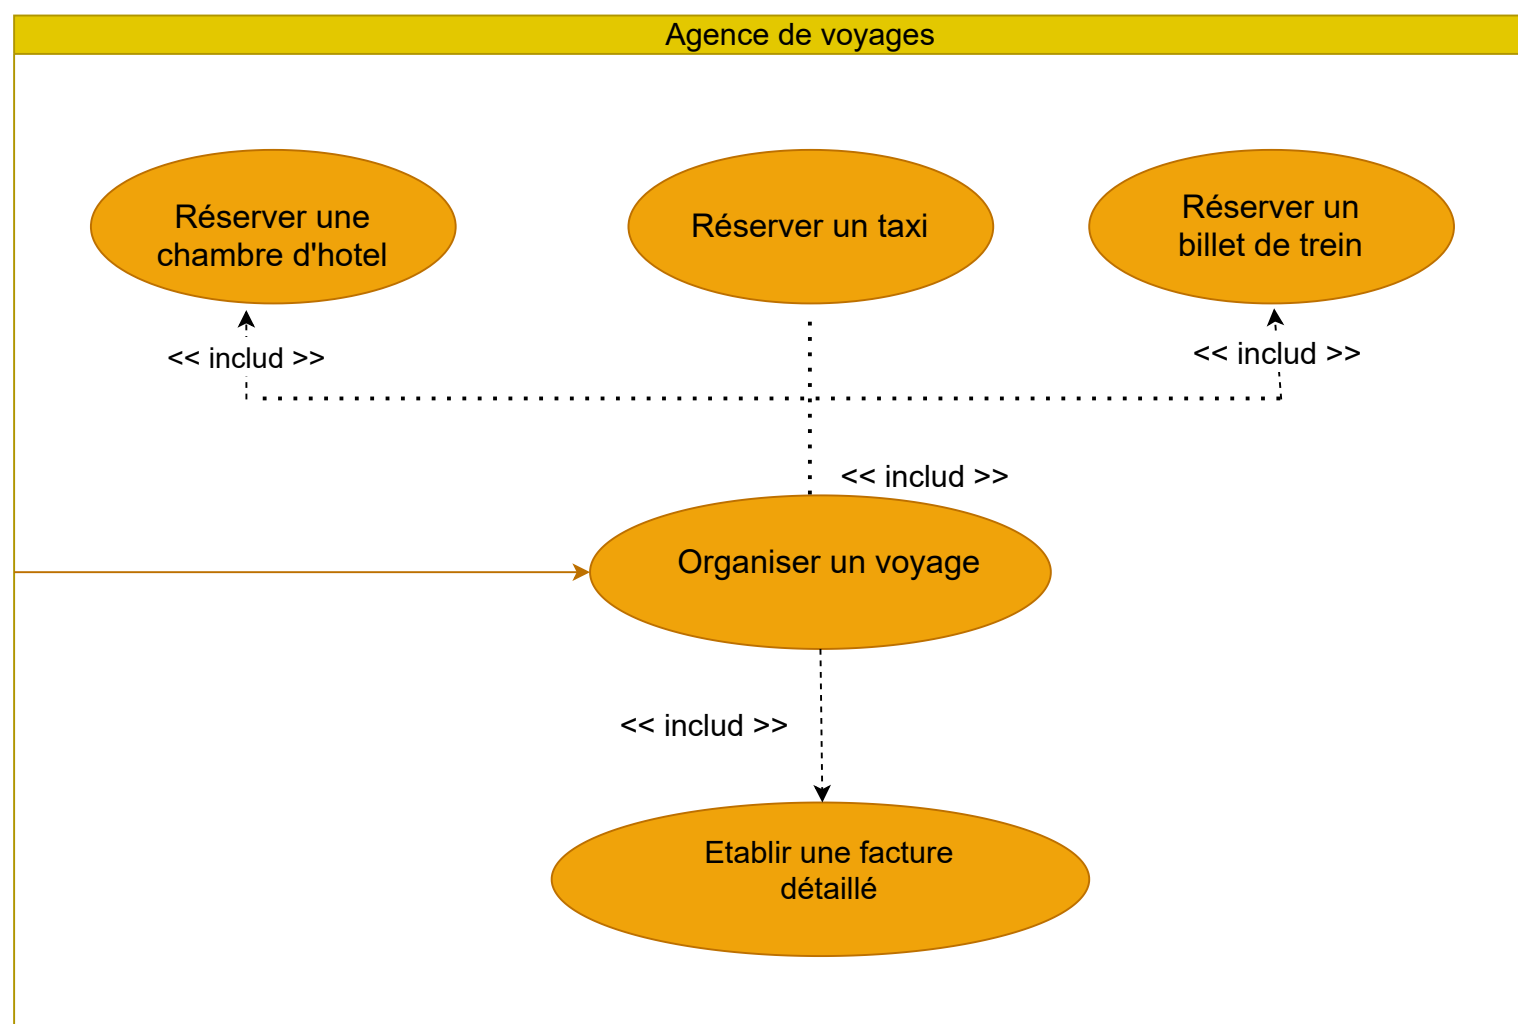 Agence de voyages
Réserver une
chambre d'hotel
Réserver un taxi
Réserver un
billet de trein
<< includ >>
<< includ >>
<< includ >>
Organiser un voyage
<< includ >>
Etablir une facture
détaillé